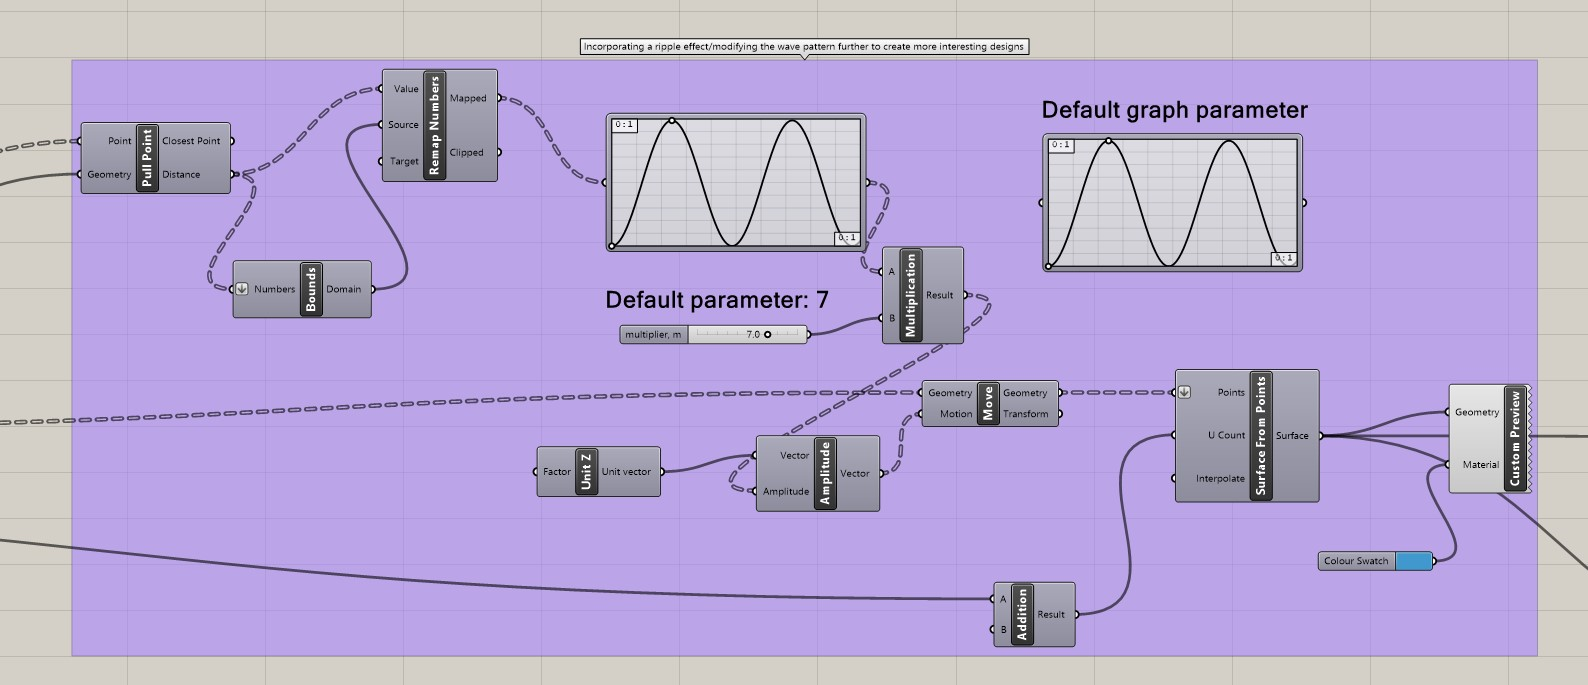 Incorporating a ripple effect/modifying the wave pattern further to create more interesting designs
Point
Geometry
Pull Point
Closest Point
Distance
Numbers
Bounds
Domain
Value
Source
Target
Remap Numbers
Mapped
Clipped
0 : 1
0 : 1
Default graph parameter
0 : 1
0 : 1
Default parameter: 7
multiplier, m
7.0
A
B
Multiplication
Result
Factor
Unit Z
Unit vector
Vector
Amplitude
Amplitude
Vector
Geometry
Motion
Move
Geometry
Transform
Points
U Count
Interpolate
Surface From Points
Surface
Geometry
Material
Custom Preview
Colour Swatch
A
B
Addition
Result